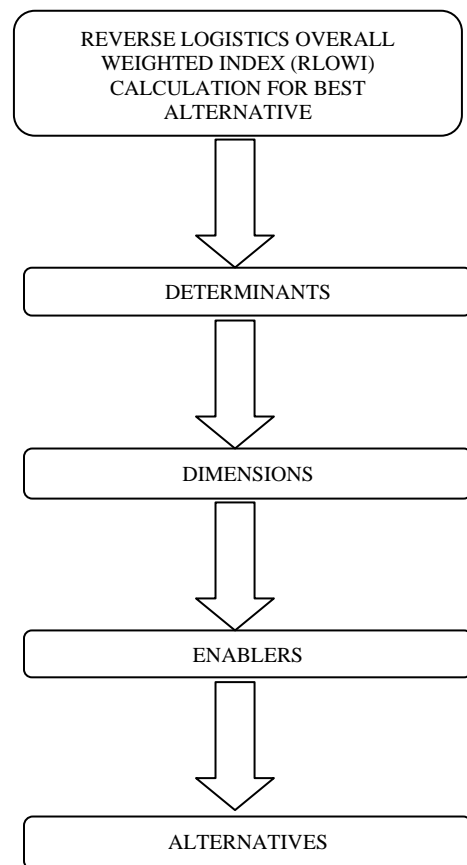 REVERSE LOGISTICS OVERALL
WEIGHTED INDEX (RLOWI)
CALCULATION FOR BEST
ALTERNATIVE
DETERMINANTS
DIMENSIONS
ENABLERS
ALTERNATIVES